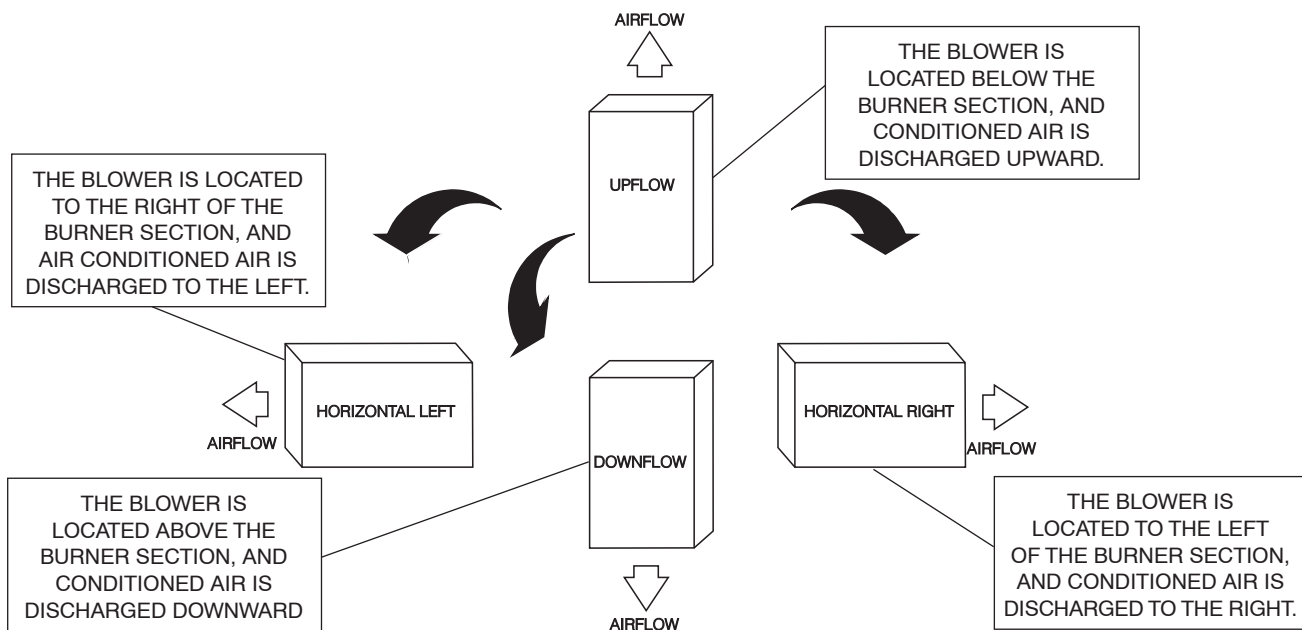 AIRFLOW
THE BLOWER IS
LOCATED BELOW THE
BURNER SECTION, AND
CONDITIONED AIR IS
DISCHARGED UPWARD.
UPFLOW
THE BLOWER IS LOCATED
TO THE RIGHT OF THE
BURNER SECTION, AND
AIR CONDITIONED AIR IS
DISCHARGED TO THE LEFT.
HORIZONTAL LEFT
AIRFLOW
HORIZONTAL RIGHT
AIRFLOW
DOWNFLOW
THE BLOWER IS
LOCATED ABOVE THE
BURNER SECTION, AND
CONDITIONED AIR IS
DISCHARGED DOWNWARD
THE BLOWER IS
LOCATED TO THE LEFT
OF THE BURNER SECTION,
AND CONDITIONED AIR IS
DISCHARGED TO THE RIGHT.
AIRFLOW